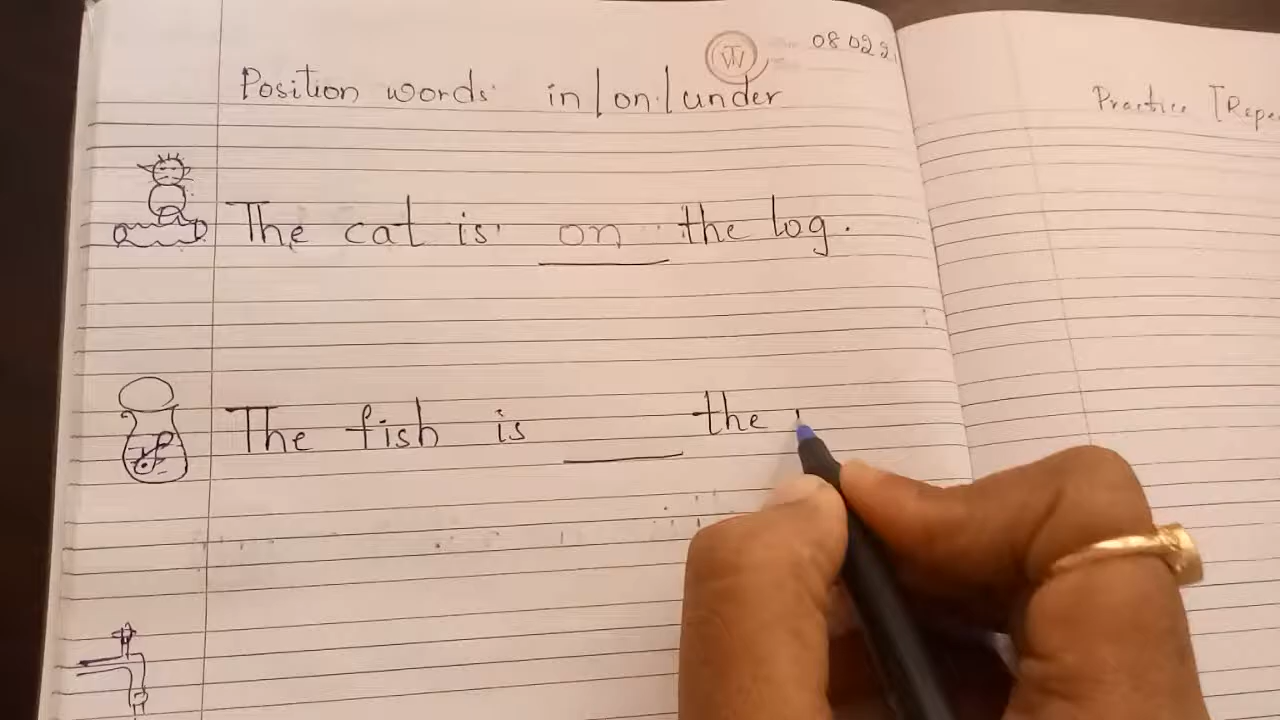 08 02 2
Position words in / on / under
Practice
The cat is on the log.
The fish is ____ the